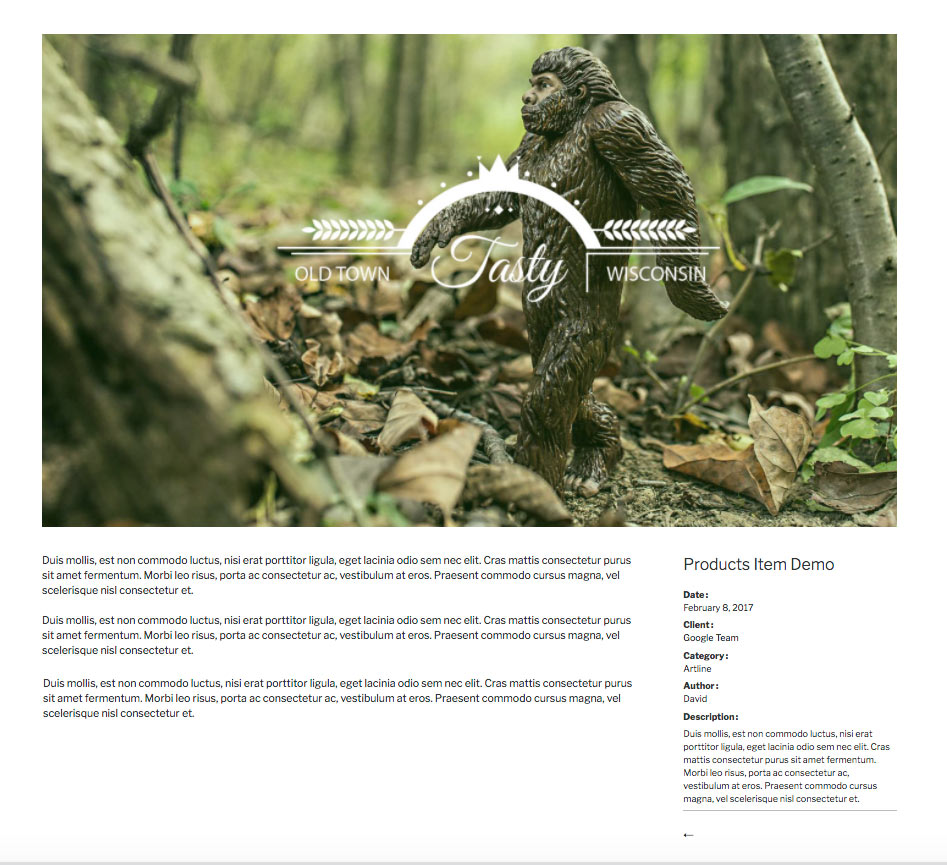 OLD TOWN Tasty WISCONSIN
Duis mollis, est non commodo luctus, nisi erat porttitor ligula, eget lacinia odio sem nec elit. Cras mattis consectetur purus
sit amet fermentum. Morbi leo risus, porta ac consectetur ac, vestibulum at eros. Praesent commodo cursus magna, vel
scelerisque nisl consectetur et.
Duis mollis, est non commodo luctus, nisi erat porttitor ligula, eget lacinia odio sem nec elit. Cras mattis consectetur purus
sit amet fermentum. Morbi leo risus, porta ac consectetur ac, vestibulum at eros. Praesent commodo cursus magna, vel
scelerisque nisl consectetur et.
Duis mollis, est non commodo luctus, nisi erat porttitor ligula, eget lacinia odio sem nec elit. Cras mattis consectetur purus
sit amet fermentum. Morbi leo risus, porta ac consectetur ac, vestibulum at eros. Praesent commodo cursus magna, vel
scelerisque nisl consectetur et.
Products Item Demo
Date:
February 8, 2017
Client:
Google Team
Category:
Artline
Author:
David
Description:
Duis mollis, est non commodo luctus, nisi erat
porttitor ligula, eget lacinia odio sem nec elit. Cras
mattis consectetur purus sit amet fermentum.
Morbi leo risus, porta ac consectetur ac,
vestibulum at eros. Praesent commodo cursus
magna, vel scelerisque nisl consectetur et.
←